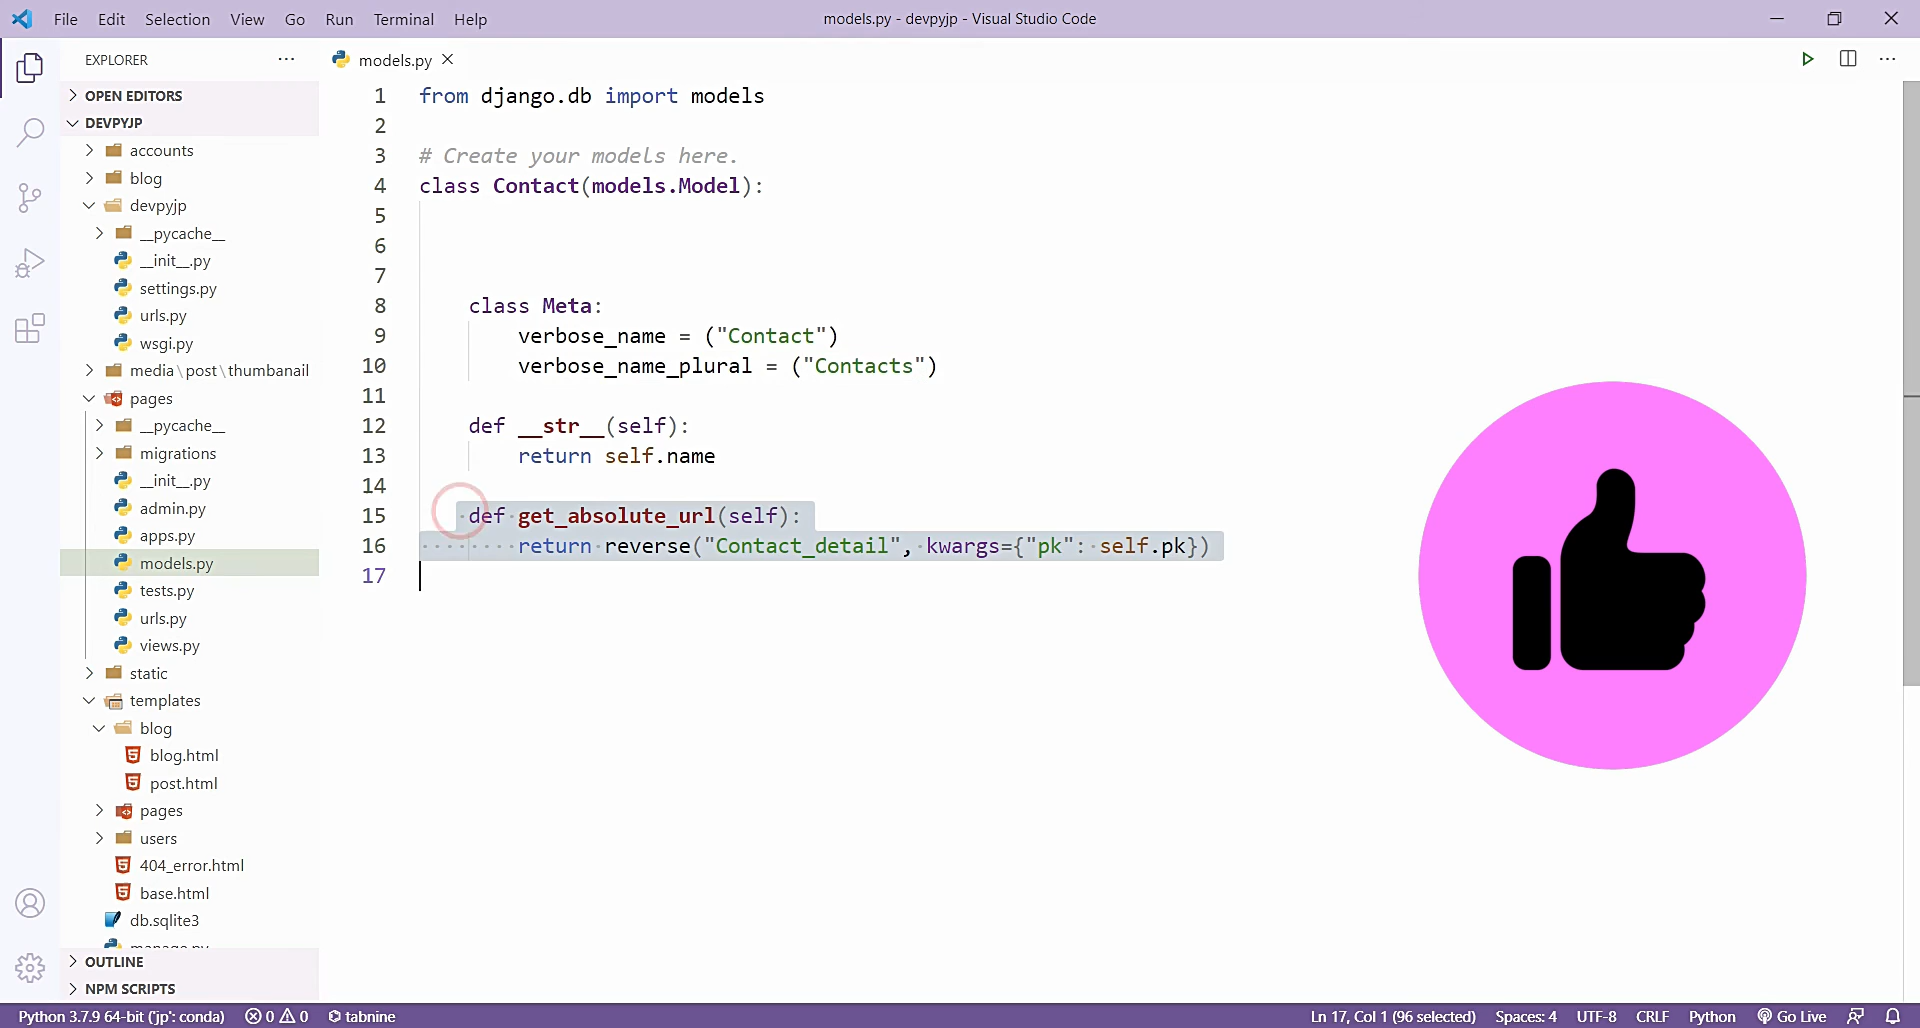 File Edit Selection View Go Run Terminal Help
models.py - devpyjp - Visual Studio Code
EXPLORER
models.py
OPEN EDITORS
DEVPYJP
accounts
blog
devpyjp
__pycache__
__init__.py
settings.py
urls.py
wsgi.py
media\post\thumbanail
pages
__pycache__
migrations
__init__.py
admin.py
apps.py
models.py
tests.py
urls.py
views.py
static
templates
blog
blog.html
post.html
pages
users
404_error.html
base.html
db.sqlite3
manage.py
OUTLINE
NPM SCRIPTS
1 from django.db import models
2
3 # Create your models here.
4 class Contact(models.Model):
5
6
7
8 class Meta:
9 verbose_name = ("Contact")
10 verbose_name_plural = ("Contacts")
11
12 def __str__(self):
13 return self.name
14
15 def get_absolute_url(self):
16 return reverse("Contact_detail", kwargs={"pk": self.pk})
17
Python 3.7.9 64-bit ('jp': conda) 0 0 tabnine
Ln 17, Col 1 (96 selected) Spaces: 4 UTF-8 CRLF Python Go Live